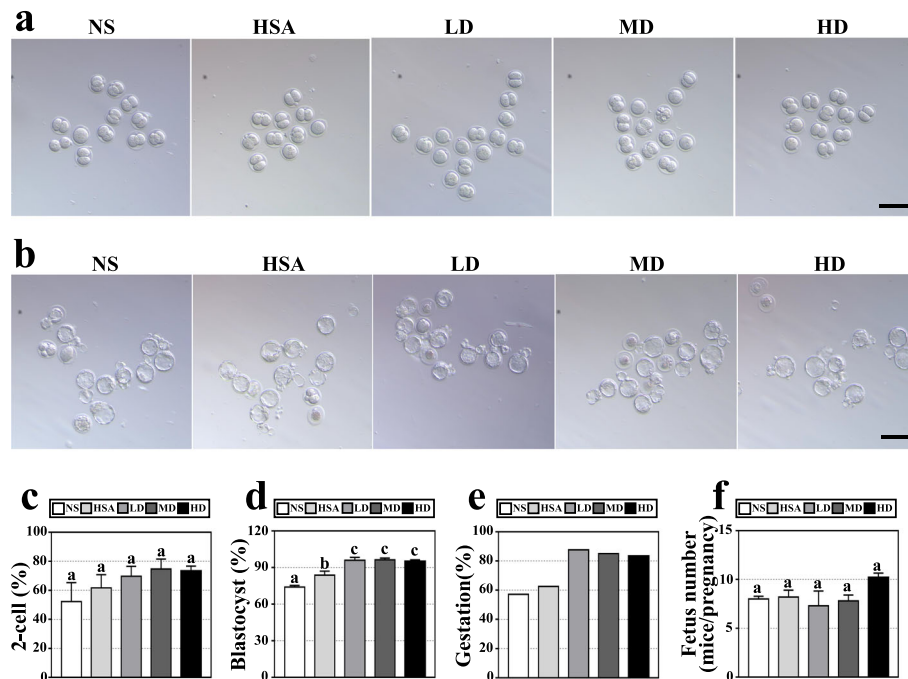 a
NS HSA LD MD HD
b
NS HSA LD MD HD
c
NS HSA LD MD HD
2-cell (%)
100
80
60
40
20
0
a a a a a
d
NS HSA LD MD HD
Blastocyst (%)
120
90
60
30
0
a b c c c
e
NS HSA LD MD HD
Gestation(%)
100
80
60
40
20
0
f
NS HSA LD MD HD
Fetus number
(mice/pregnancy)
15
10
5
0
a a a a a